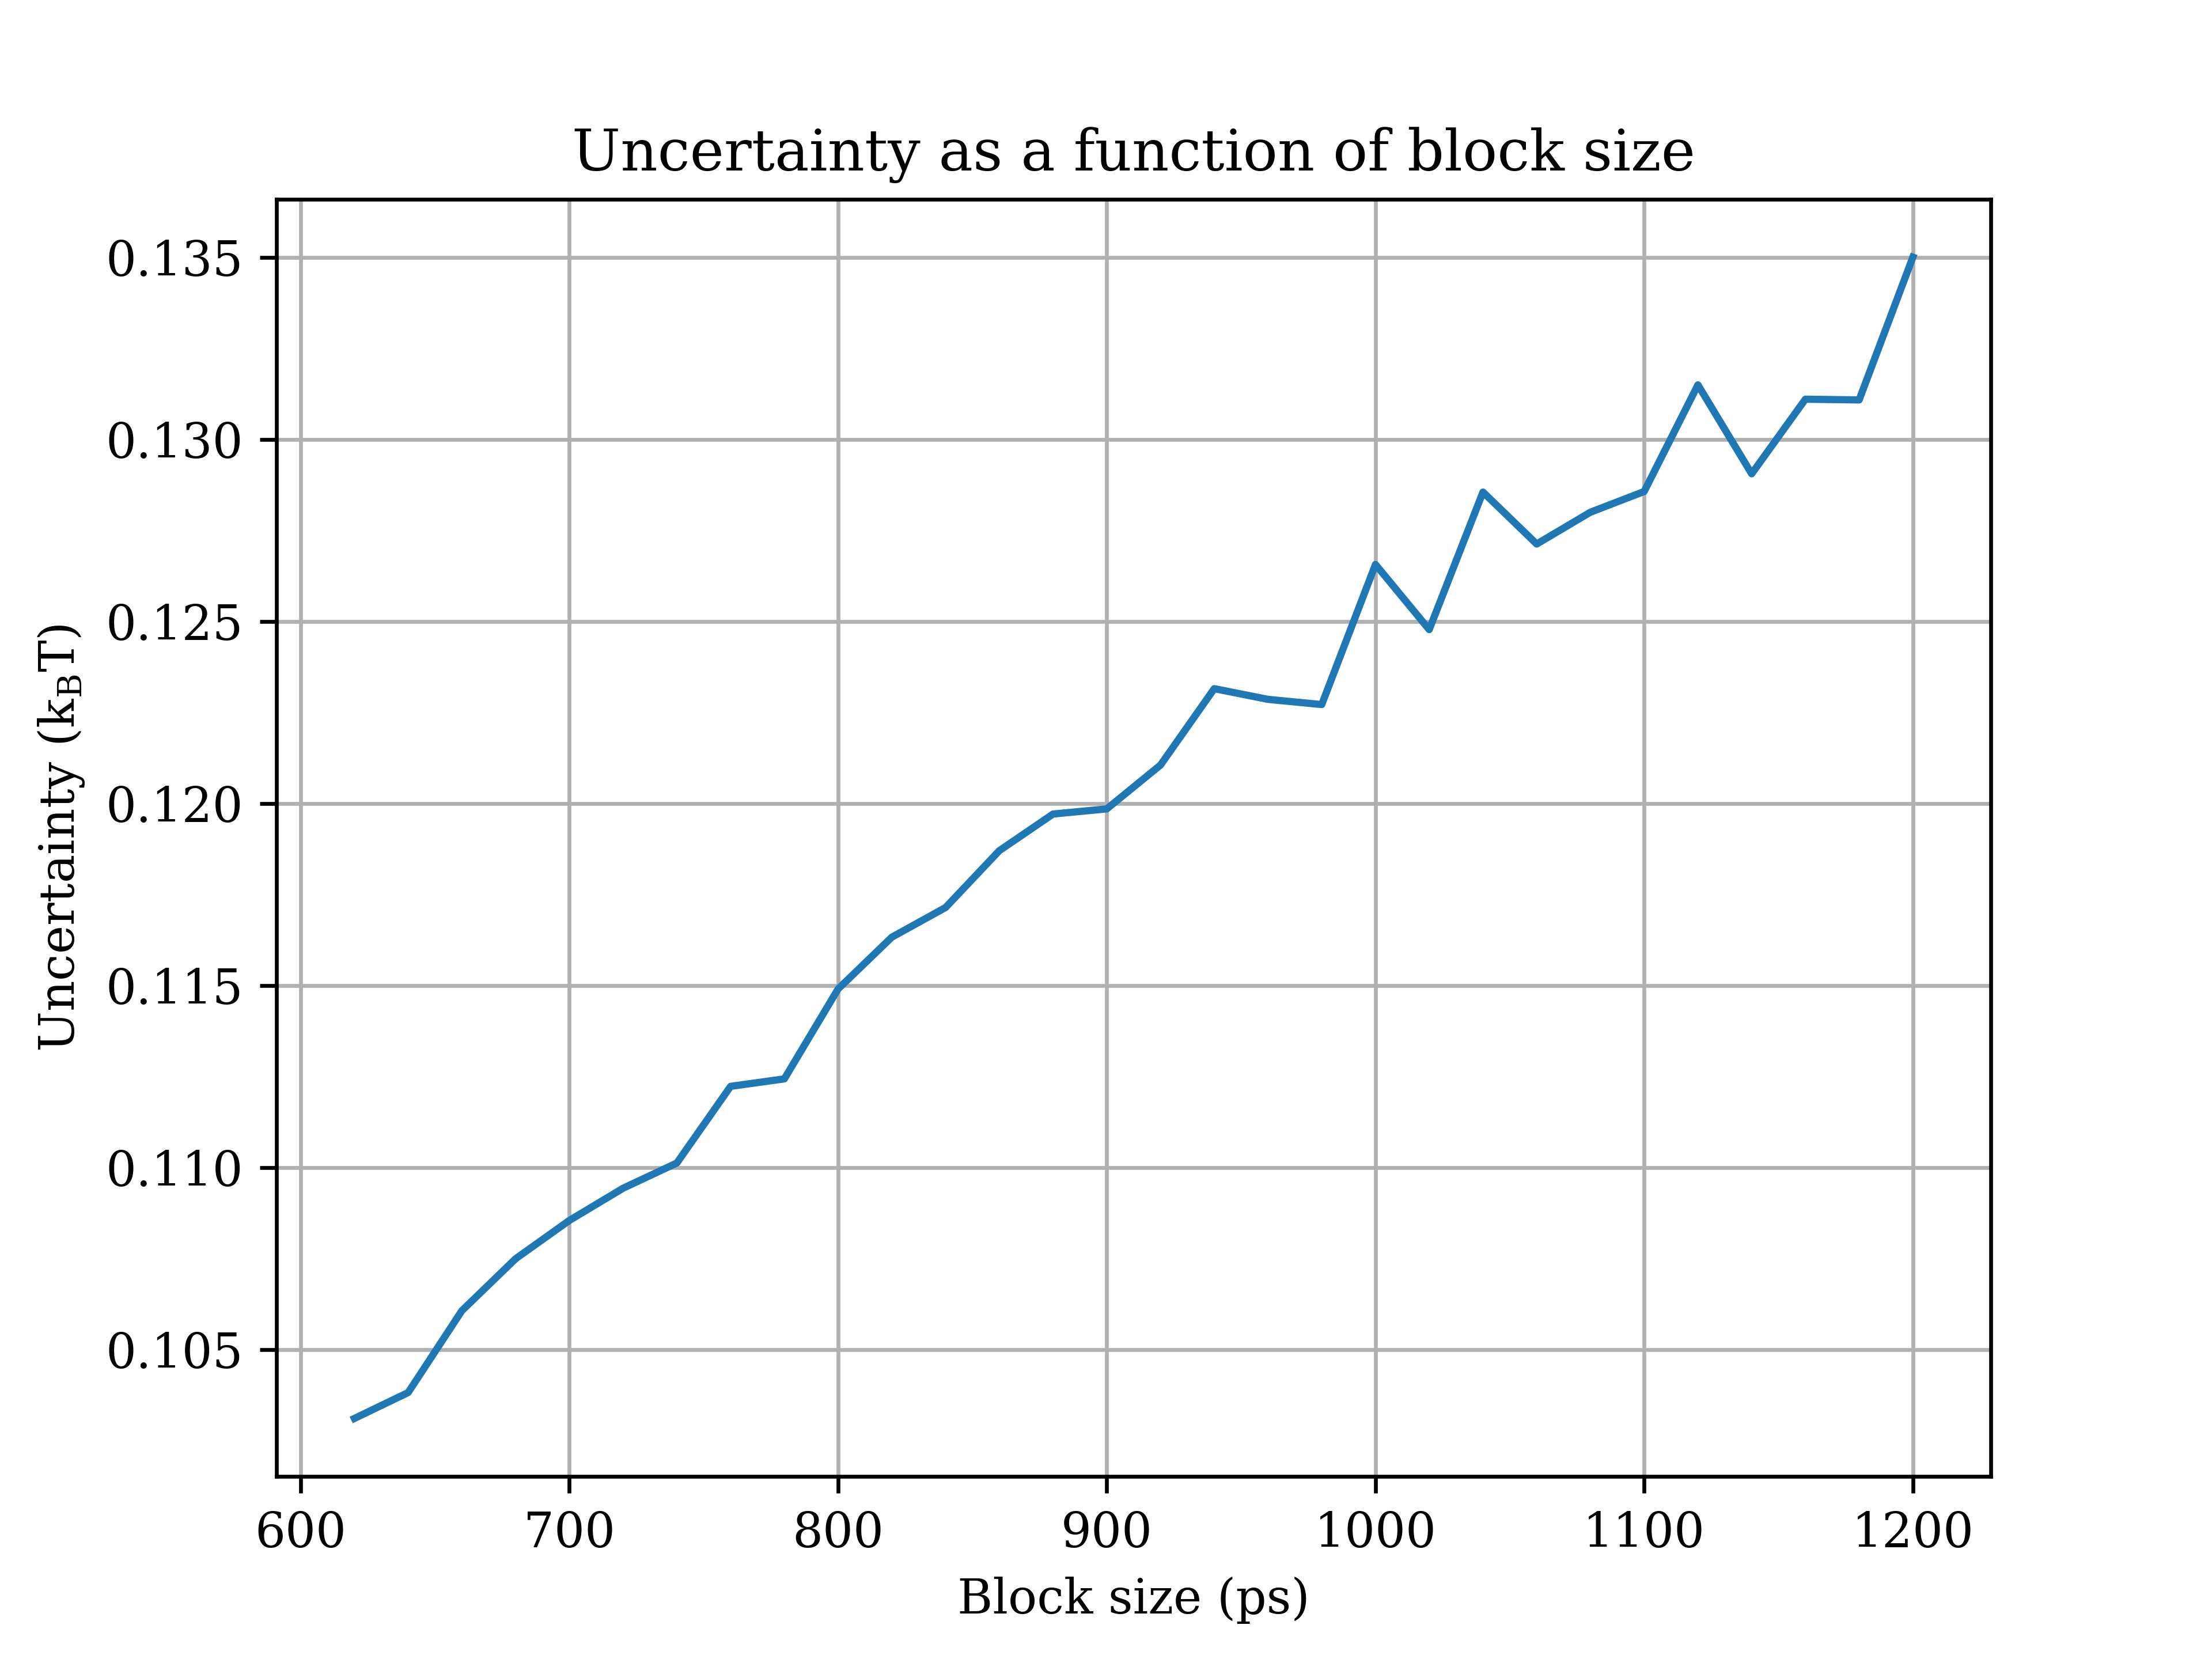 Uncertainty as a function of block size
Uncertainty (k_BT)
0.135
0.130
0.125
0.120
0.115
0.110
0.105
600 700 800 900 1000 1100 1200
Block size (ps)